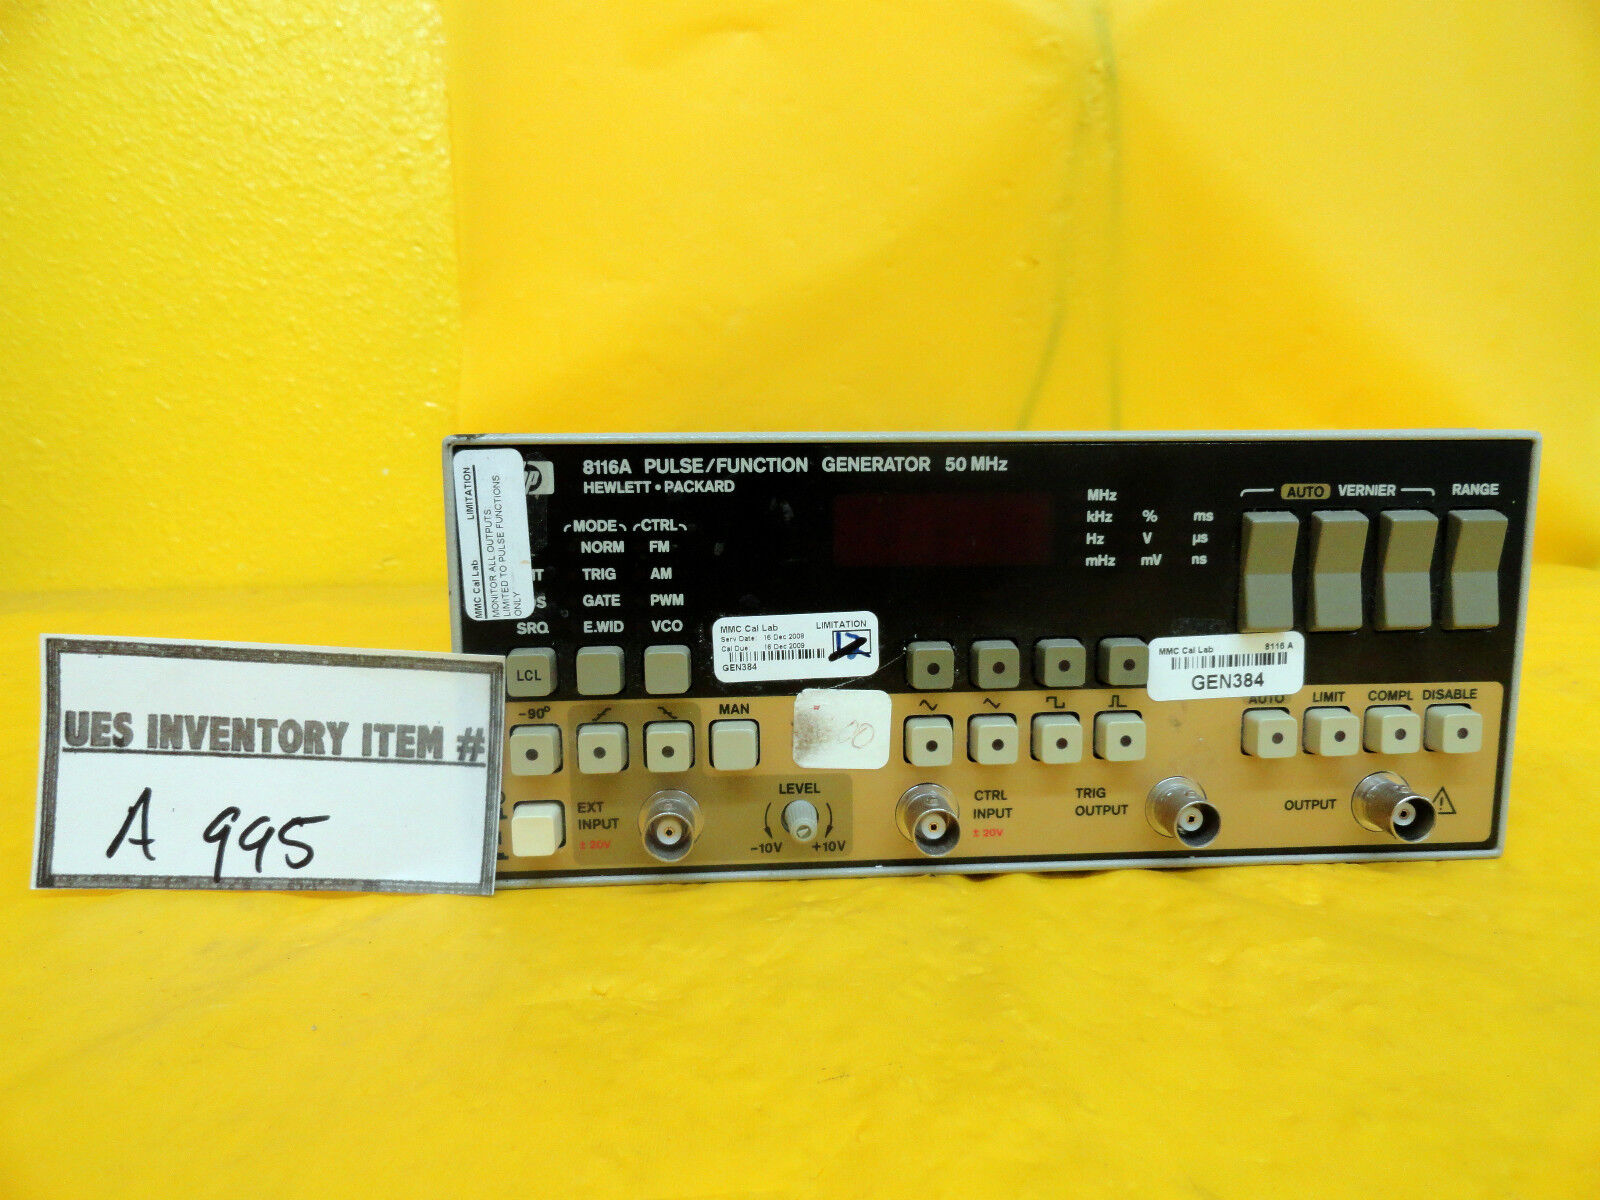 8116A PULSE/FUNCTION GENERATOR 50 MHz
HEWLETT • PACKARD
hp
MMC Cal Lab LIMITATION
MONITOR ALL OUTPUTS
LIMITED TO PULSE FUNCTIONS
ONLY
MODE CTRL
NORM FM
TRIG AM
GATE PWM
SRQ E.WID VCO
MHz
kHz % ms
Hz V µs
mHz mV ns
AUTO VERNIER RANGE
MMC Cal Lab LIMITATION
Serv Date: 16 Dec 2008
Cal Due: 16 Dec 2009
GEN384
MMC Cal Lab 8116 A
GEN384
LCL
-90° MAN
AUTO LIMIT COMPL DISABLE
EXT
INPUT
± 20V
LEVEL
-10V +10V
CTRL
INPUT
± 20V
TRIG
OUTPUT
OUTPUT
UES INVENTORY ITEM #
A 995